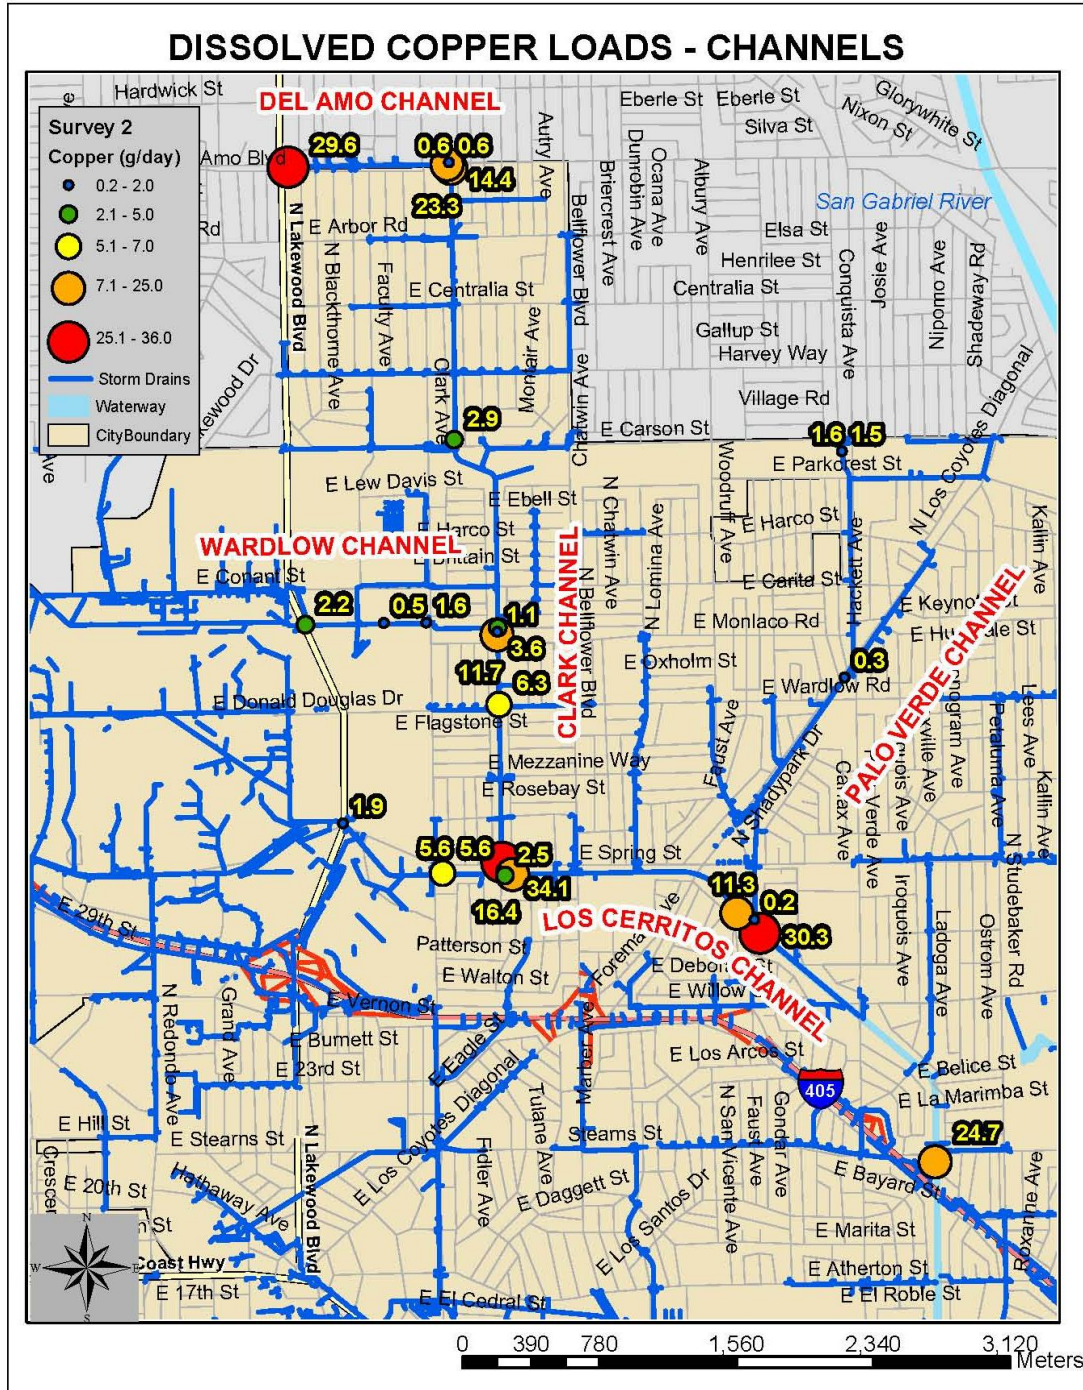 DISSOLVED COPPER LOADS - CHANNELS
Hardwick St
DEL AMO CHANNEL
Eberle St
Eberle St
Glorywhite St
Nixon St
Silva St
Survey 2
Copper (g/day)
0.2 - 2.0
2.1 - 5.0
5.1 - 7.0
7.1 - 25.0
25.1 - 36.0
Storm Drains
Waterway
CityBoundary
Amo Blvd
29.6
0.6
0.6
14.4
23.3
Autry Ave
Briercrest Ave
Dunrobin Ave
Ocana Ave
Albury Ave
San Gabriel River
Rd
E Arbor Rd
Bellflower Blvd
Elsa St
Henrilee St
Conquista Ave
Josie Ave
Nipomo Ave
Shadeway Rd
N Lakewood Blvd
N Blackthorne Ave
Faculty Ave
E Centralia St
Centralia St
Gallup St
Harvey Way
Montair Ave
Clark Ave
Chatwin Ave
Village Rd
N Los Coyotes Diagonal
2.9
E Carson St
1.6
1.5
E Parkcrest St
Ave
E Lew Davis St
E Ebell St
Woodruff Ave
E Harco St
E Harco St
N Chatwin Ave
N Lomina Ave
Kallin Ave
WARDLOW CHANNEL
E Brittain St
E Conant St
CLARK CHANNEL
E Carita St
Hackett Ave
2.2
0.5
1.6
1.1
3.6
N Bellflower Blvd
E Monlaco Rd
PALO VERDE CHANNEL
11.7
6.3
E Oxholm St
0.3
E Wardlow Rd
E Donald Douglas Dr
E Flagstone St
Faust Ave
Lees Ave
Petaluma Ave
E Mezzanine Way
E Rosebay St
N Shadypark Dr
Kallin Ave
1.9
5.6
5.6
2.5
34.1
16.4
E Spring St
N Studebaker Rd
11.3
0.2
30.3
Iroquois Ave
Ladoga Ave
Ostrom Ave
E 29th St
LOS CERRITOS CHANNEL
Patterson St
E Walton St
E Willow
E Vernon St
N Redondo Ave
Grand Ave
E Burnett St
E 23rd St
E Eagle St
E Los Arcos St
405
E Belice St
E La Marimba St
E Hill St
E Stearns St
N Lakewood Blvd
E Los Coyotes Diagonal
Fidler Ave
Tulane Ave
Stearns St
N San Vicente Ave
Faust Ave
Gondar Ave
24.7
E Bayard St
E 20th St
Hathaway Ave
E Daggett St
E Los Santos Dr
E Marita St
Roxanne Ave
N
W
E
S
Coast Hwy
E 17th St
E El Cedral St
E Atherton St
E El Roble St
0 390 780 1,560 2,340 3,120
Meters